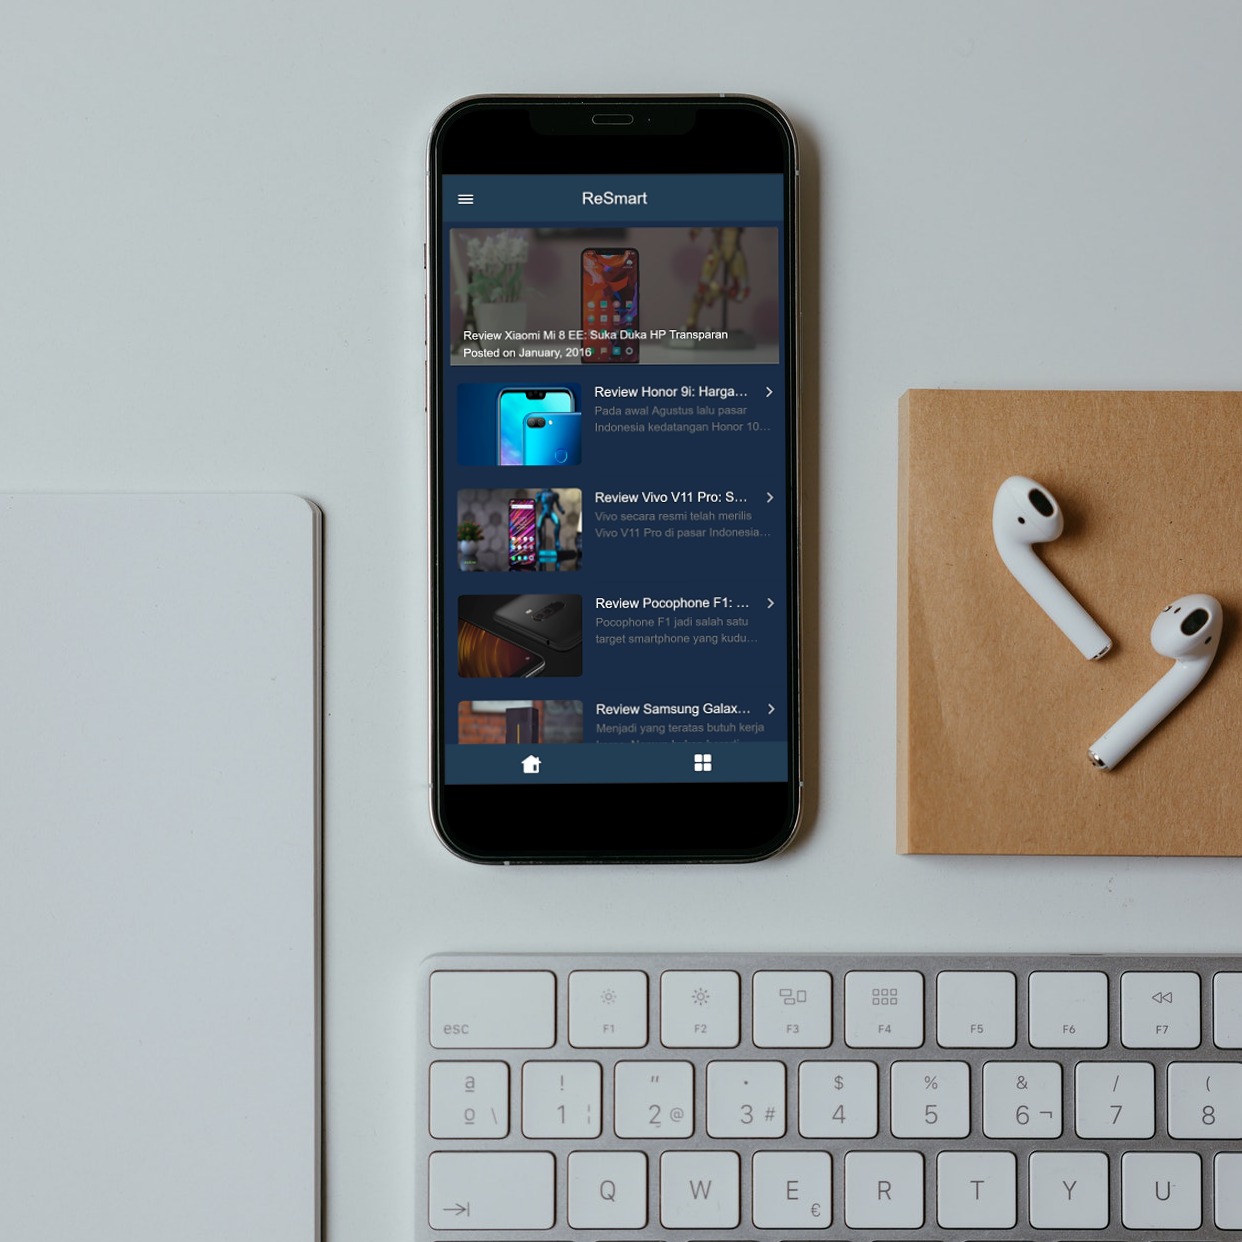 ReSmart
Review Xiaomi Mi 8 EE: Suka Duka HP Transparan
Posted on January, 2016
Review Honor 9i: Harga...
Pada awal Agustus lalu pasar
Indonesia kedatangan Honor 10...
Review Vivo V11 Pro: S...
Vivo secara resmi telah merilis
Vivo V11 Pro di pasar Indonesia...
Review Pocophone F1: ...
Pocophone F1 jadi salah satu
target smartphone yang kudu...
Review Samsung Galax...
Menjadi yang teratas butuh kerja
esc F1 F2 F3 F4 F5 F6 F7
ª ! " · $ % & / (
º \ 1 ¦ 2 @ 3 # 4 5 6 ¬ 7 8
Q W E € R T Y U